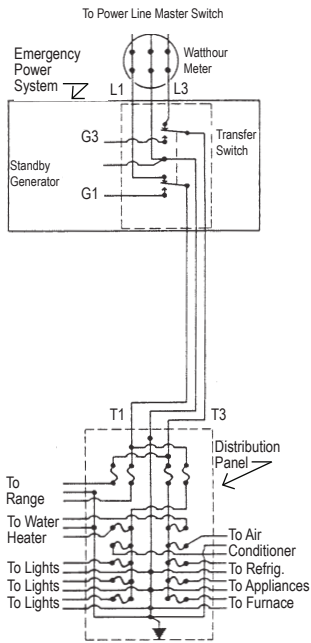 To Power Line Master Switch
Emergency
Power
System
Watthour
Meter
L1
L3
G3
Transfer
Switch
Standby
Generator
G1
T1
T3
Distribution
Panel
To
Range
To Water
Heater
To Air
Conditioner
To Lights
To Refrig.
To Lights
To Appliances
To Lights
To Furnace